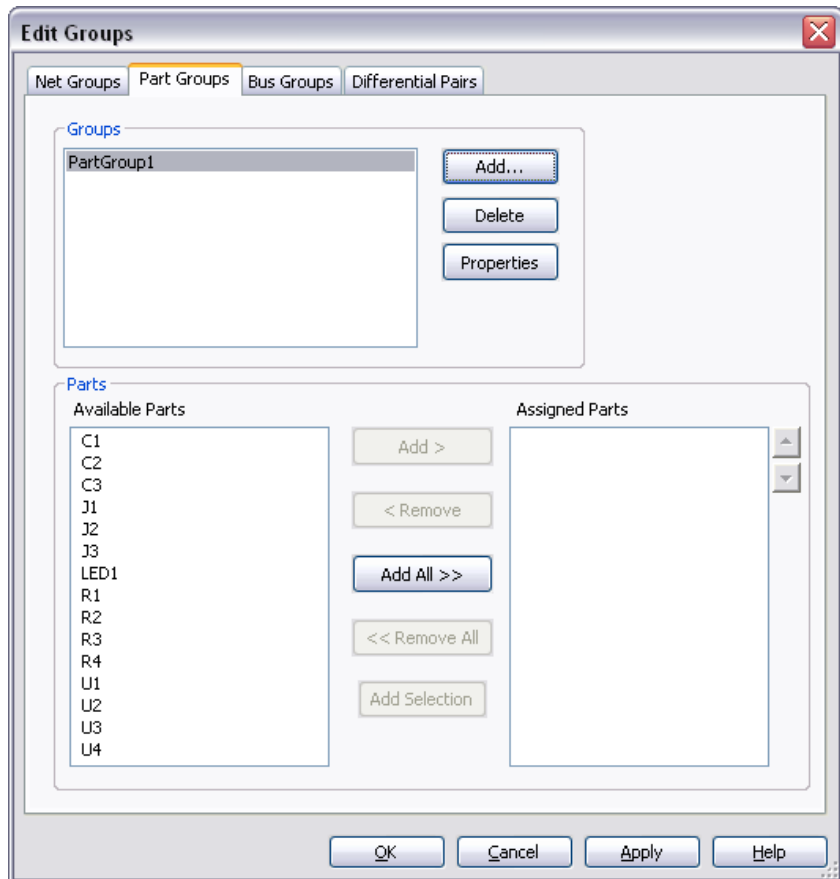 Edit Groups
Net Groups Part Groups Bus Groups Differential Pairs
Groups
PartGroup1
Add...
Delete
Properties
Parts
Available Parts
C1
C2
C3
J1
J2
J3
LED1
R1
R2
R3
R4
U1
U2
U3
U4
Add >
< Remove
Add All >>
<< Remove All
Add Selection
Assigned Parts
OK Cancel Apply Help